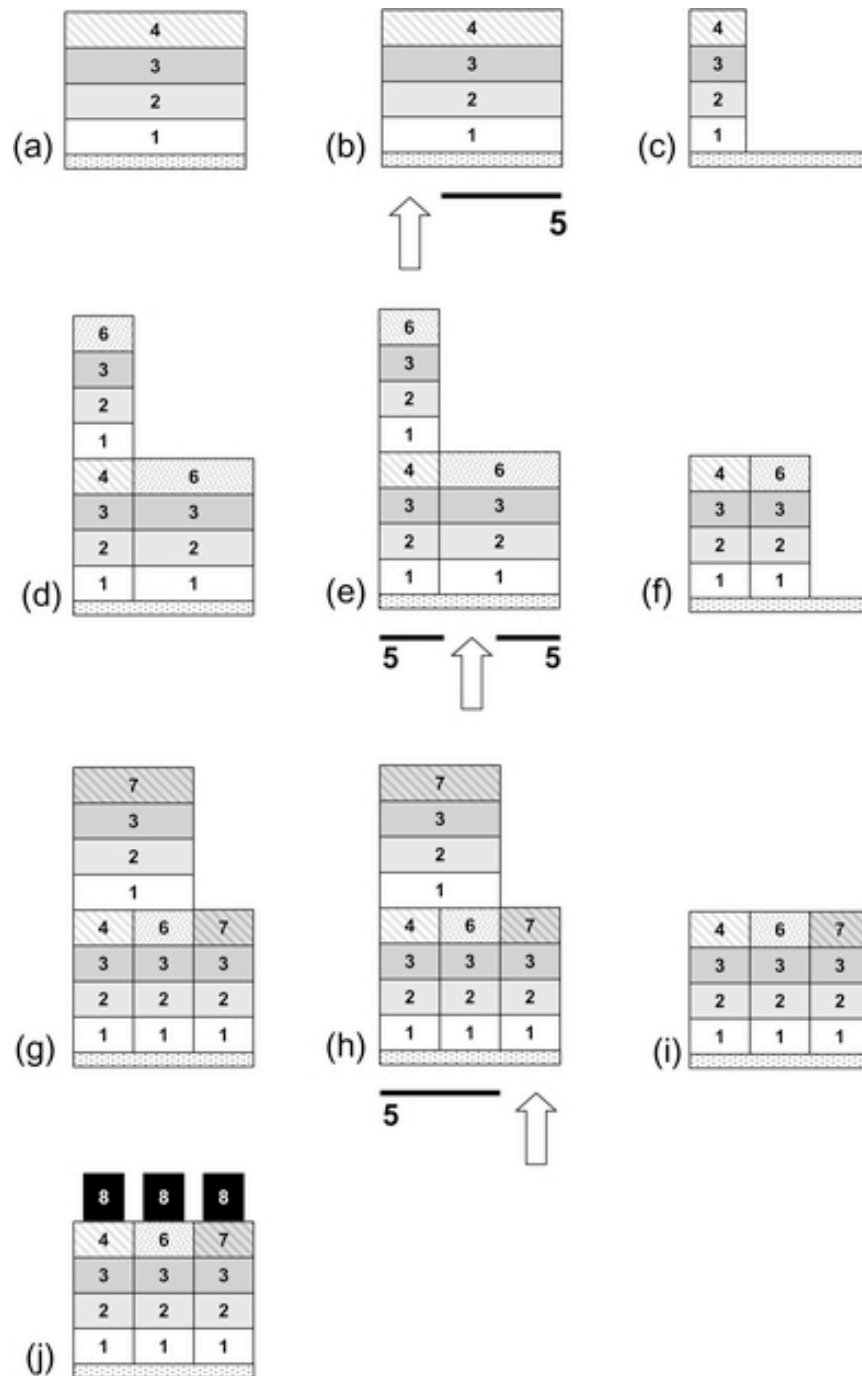 4 4 4
3 3 3
2 2 2
(a) 1 (b) 1 (c) 1
5
6 6
3 3
2 2
1 1
4 6 4 6 4 6
3 3 3 3 3 3
2 2 2 2 2 2
(d) 1 1 (e) 1 1 (f) 1 1
5 5
7 7
3 3
2 2
1 1
4 6 7 4 6 7 4 6 7
3 3 3 3 3 3 3 3 3
2 2 2 2 2 2 2 2 2
(g) 1 1 1 (h) 1 1 1 (i) 1 1 1
5
8 8 8
4 6 7
3 3 3
2 2 2
(j) 1 1 1